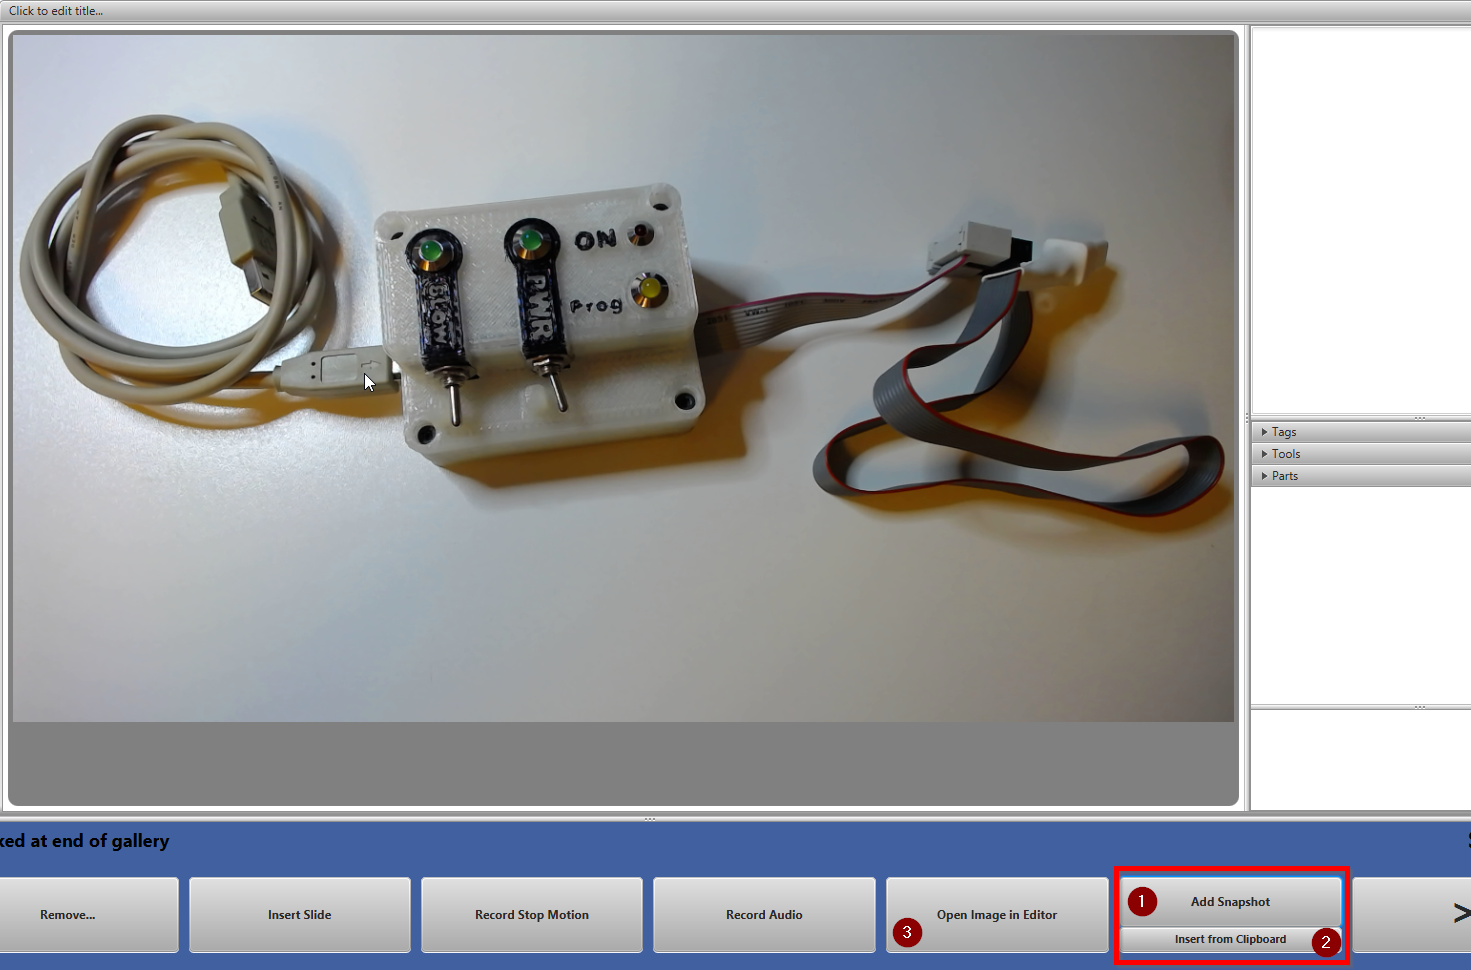 Click to edit title...
ON
Blow
PWR
Prog
Tags
Tools
Parts
ked at end of gallery
Remove...
Insert Slide
Record Stop Motion
Record Audio
3
Open Image in Editor
1
Add Snapshot
Insert from Clipboard
2
>